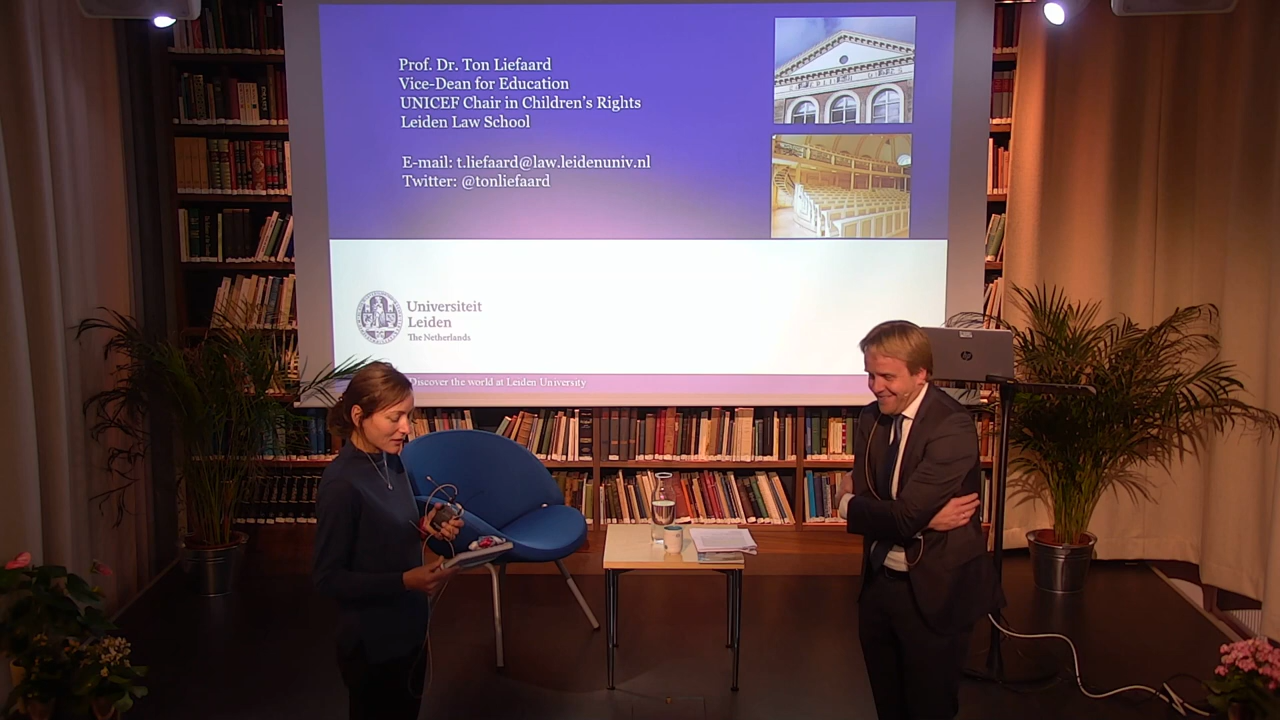 Prof. Dr. Ton Liefaard
Vice-Dean for Education
UNICEF Chair in Children's Rights
Leiden Law School
E-mail: t.liefaard@law.leidenuniv.nl
Twitter: @tonliefaard
Universiteit
Leiden
The Netherlands
Discover the world at Leiden University
hp